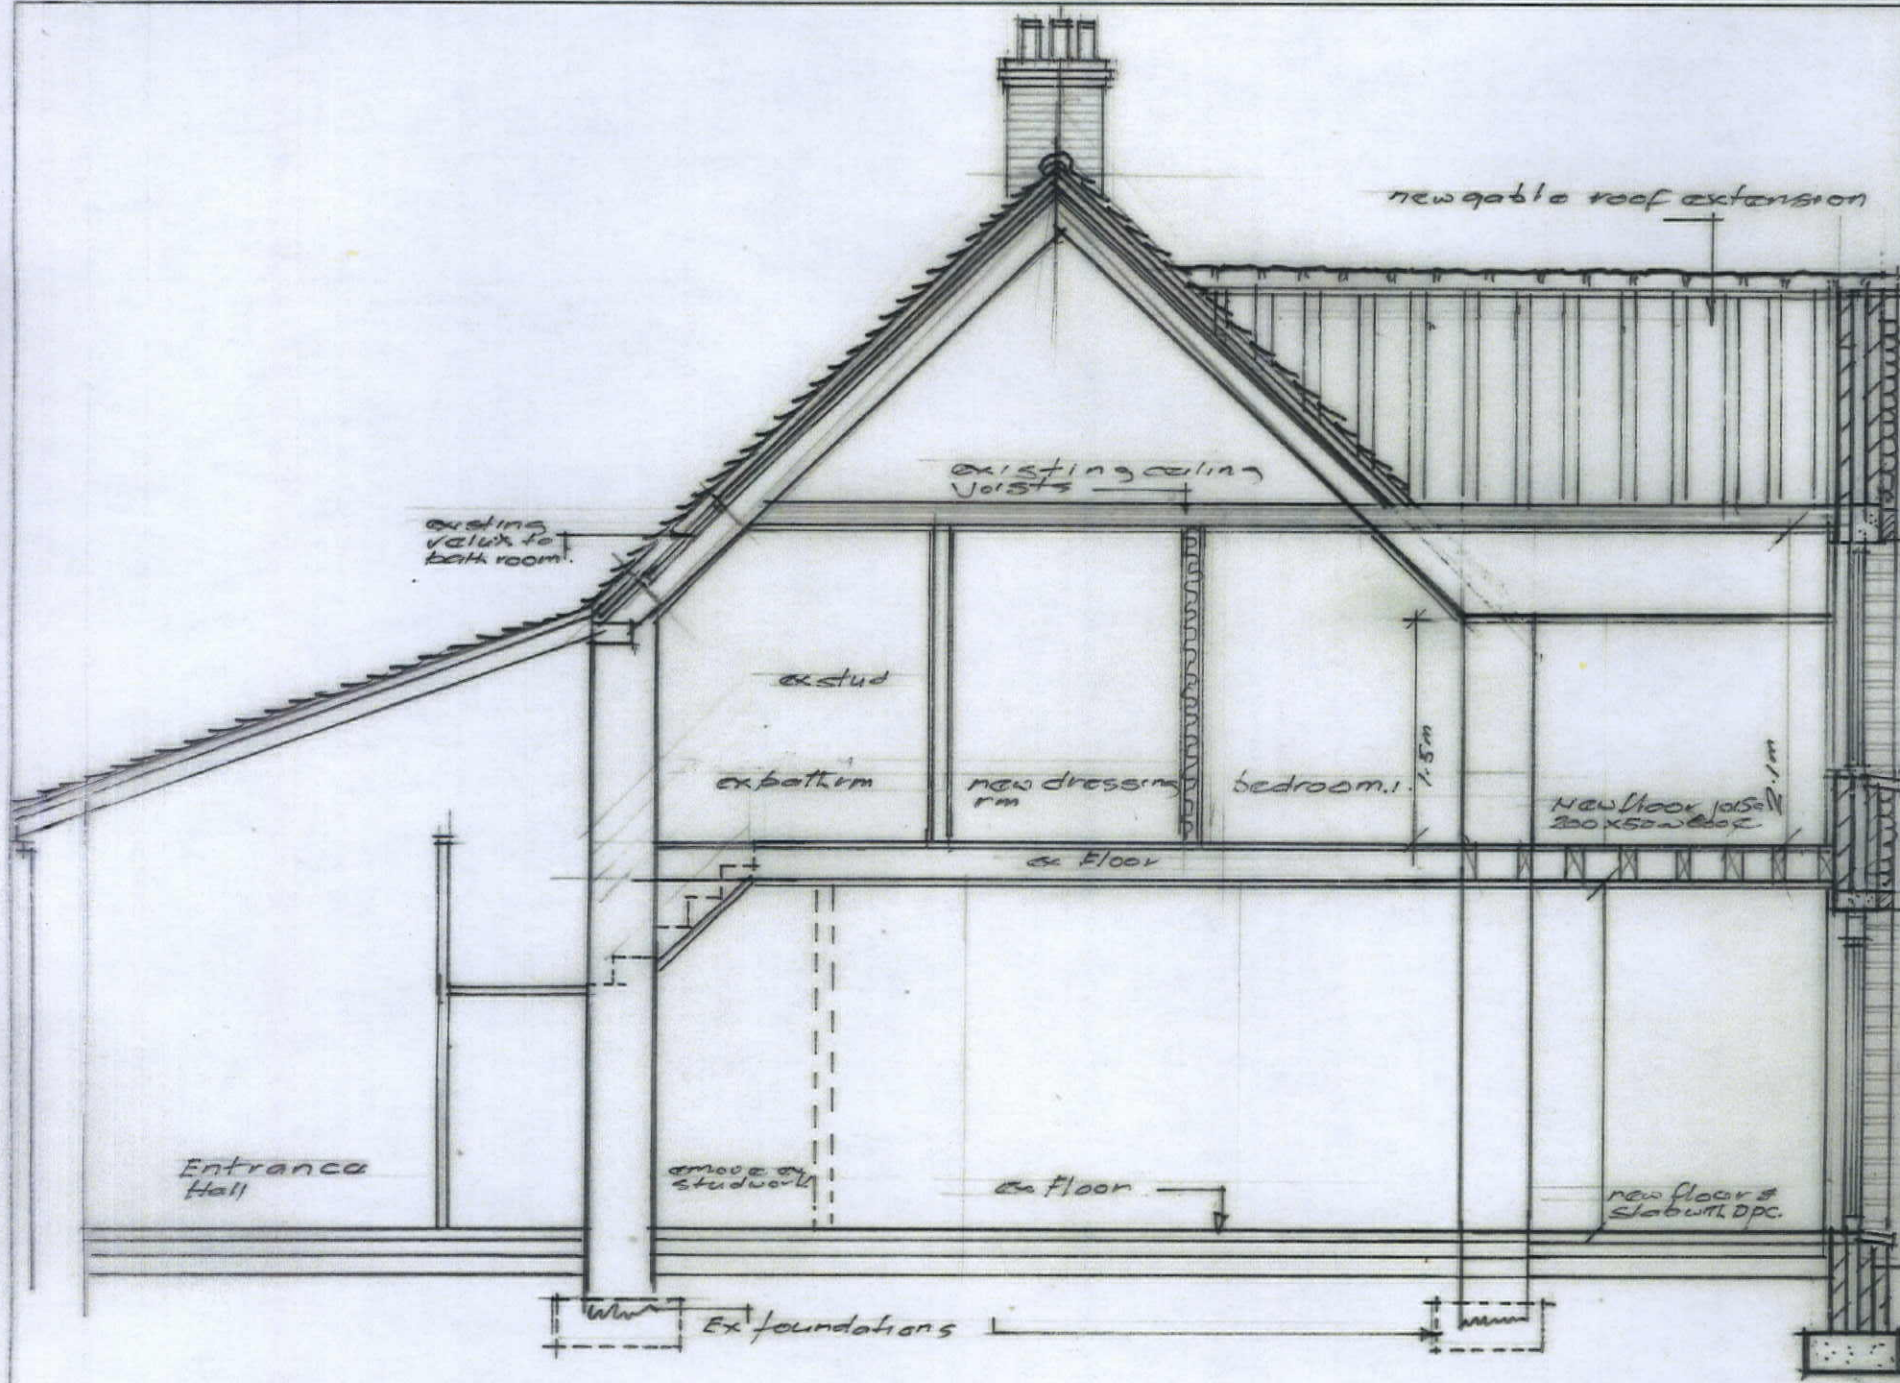 new gable roof extension
existing ceiling
joists
existing
velux to
bathroom.
ex stud
ex bathrm
new dressing
rm
bedroom.1.
1.5m
2.1m
New floor joists
200x50
ex Floor
Entrance
Hall
remove ex
studwork
ex Floor
new floor &
slab with DPC.
Ex foundations